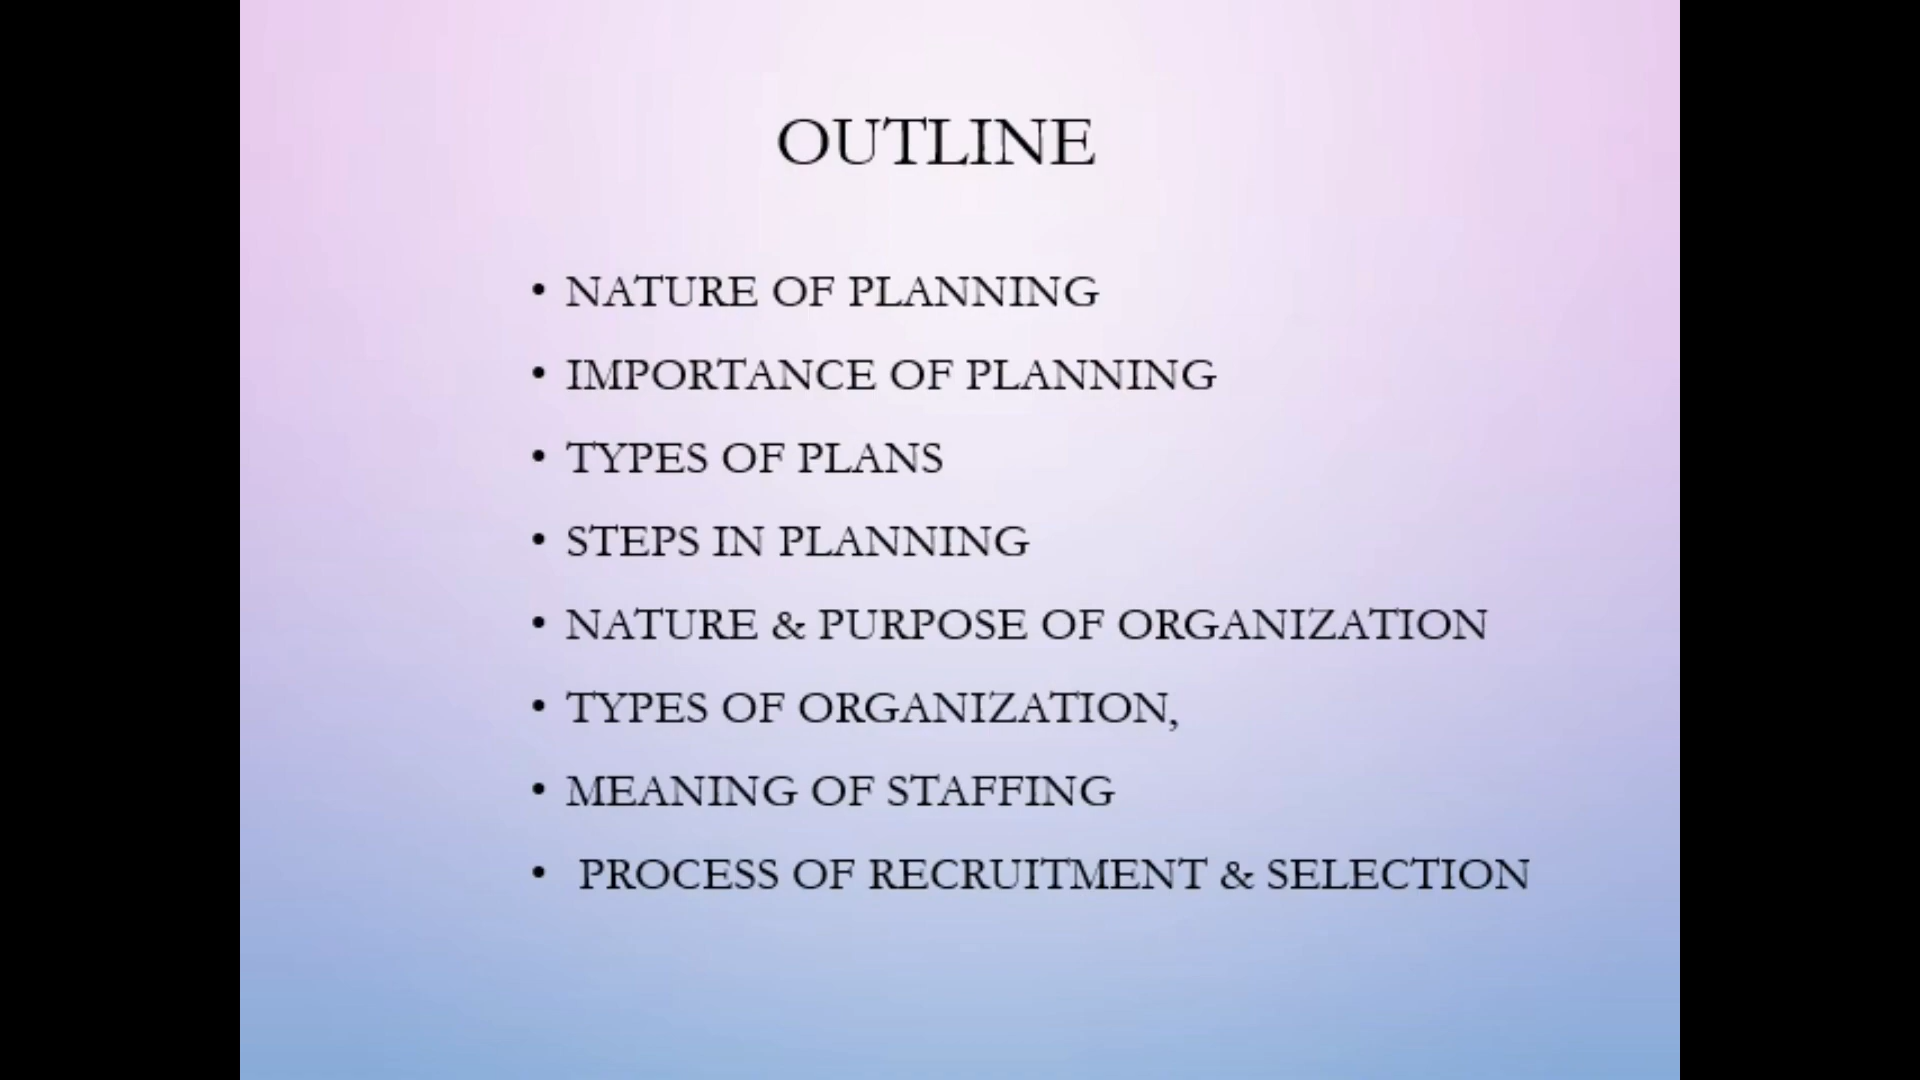 OUTLINE
• NATURE OF PLANNING
• IMPORTANCE OF PLANNING
• TYPES OF PLANS
• STEPS IN PLANNING
• NATURE & PURPOSE OF ORGANIZATION
• TYPES OF ORGANIZATION,
• MEANING OF STAFFING
• PROCESS OF RECRUITMENT & SELECTION